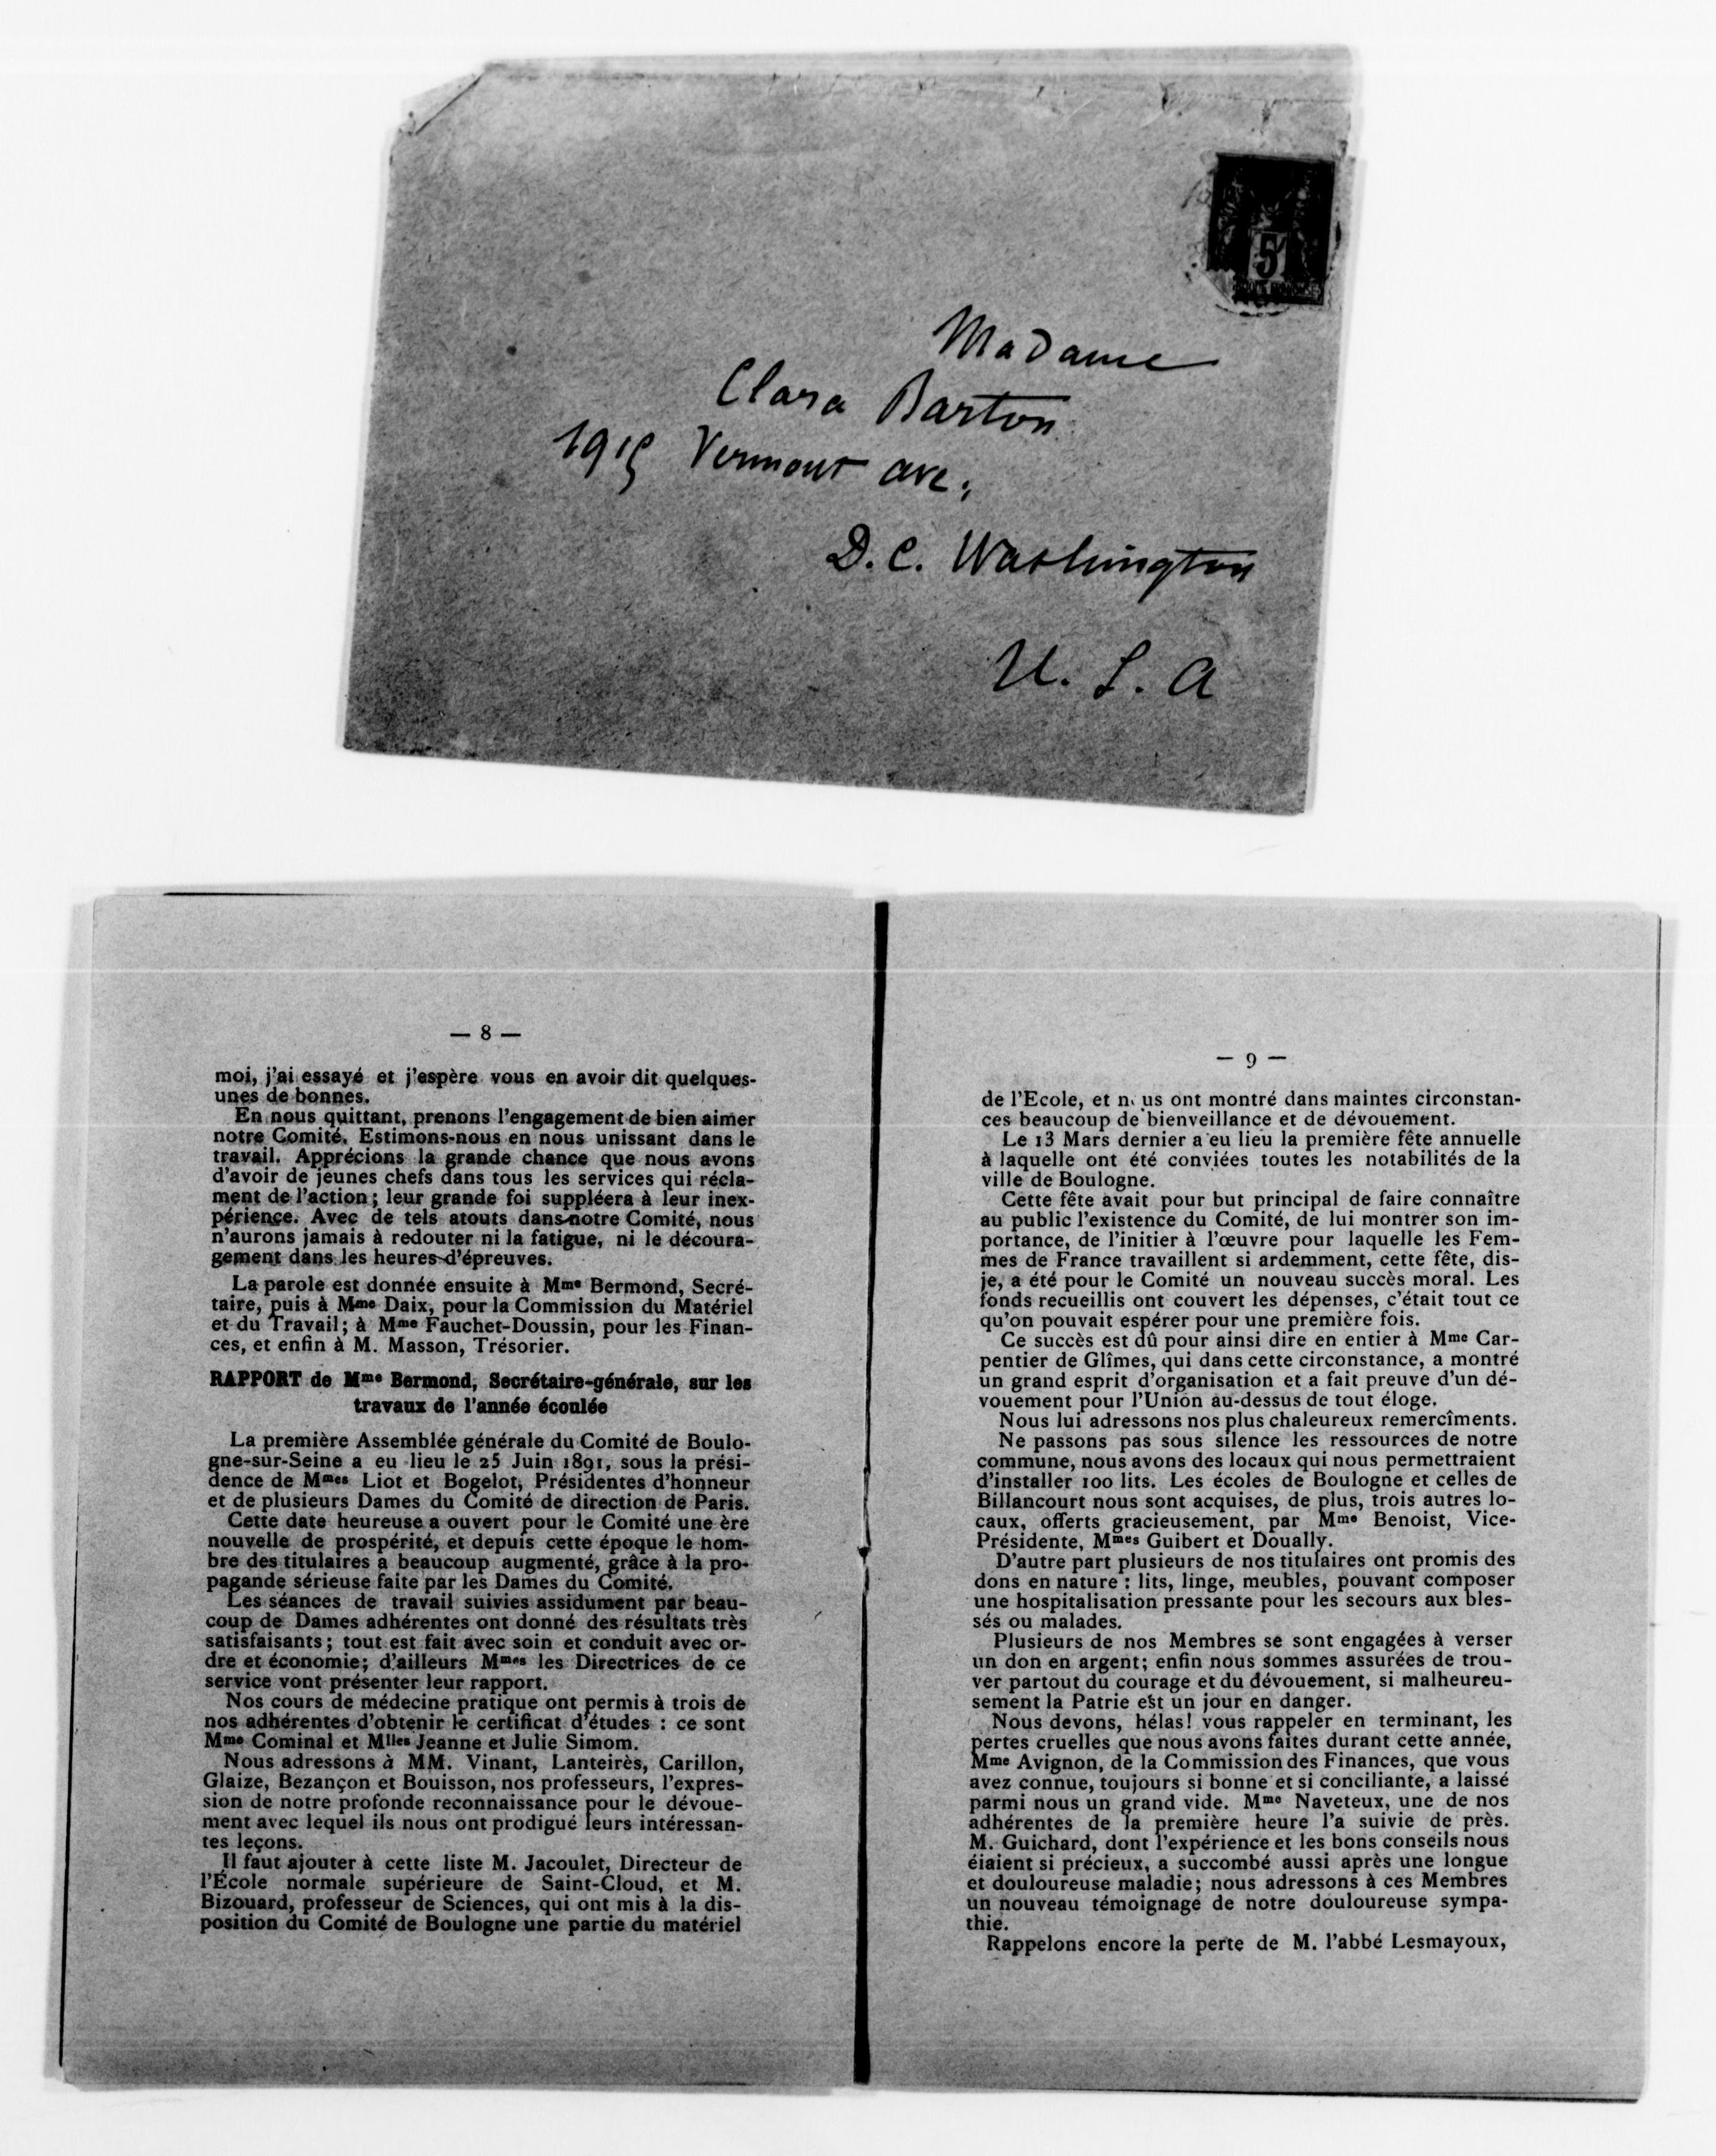 5
Madame
Clara Barton
1915 Vermont ave.
D. C. Washington
U. S. A
— 8 —
moi, j'ai essayé et j'espère vous en avoir dit quelques-
unes de bonnes.
En nous quittant, prenons l'engagement de bien aimer
notre Comité. Estimons-nous en nous unissant dans le
travail. Apprécions la grande chance que nous avons
d'avoir de jeunes chefs dans tous les services qui récla-
ment de l'action ; leur grande foi suppléera à leur inex-
périence. Avec de tels atouts dans notre Comité, nous
n'aurons jamais à redouter ni la fatigue, ni le découra-
gement dans les heures d'épreuves.
La parole est donnée ensuite à Mme Bermond, Secré-
taire, puis à Mme Daix, pour la Commission du Matériel
et du Travail ; à Mme Fauchet-Doussin, pour les Finan-
ces, et enfin à M. Masson, Trésorier.
RAPPORT de Mme Bermond, Secrétaire-générale, sur les
travaux de l'année écoulée
La première Assemblée générale du Comité de Boulo-
gne-sur-Seine a eu lieu le 25 Juin 1891, sous la prési-
dence de Mmes Liot et Bogelot, Présidentes d'honneur
et de plusieurs Dames du Comité de direction de Paris.
Cette date heureuse a ouvert pour le Comité une ère
nouvelle de prospérité, et depuis cette époque le nom-
bre des titulaires a beaucoup augmenté, grâce à la pro-
pagande sérieuse faite par les Dames du Comité.
Les séances de travail suivies assidument par beau-
coup de Dames adhérentes ont donné des résultats très
satisfaisants ; tout est fait avec soin et conduit avec or-
dre et économie; d'ailleurs Mmes les Directrices de ce
service vont présenter leur rapport.
Nos cours de médecine pratique ont permis à trois de
nos adhérentes d'obtenir le certificat d'études : ce sont
Mme Cominal et Mlles Jeanne et Julie Simom.
Nous adressons à MM. Vinant, Lanteirès, Carillon,
Glaize, Bezançon et Bouisson, nos professeurs, l'expres-
sion de notre profonde reconnaissance pour le dévoue-
ment avec lequel ils nous ont prodigué leurs intéressan-
tes leçons.
Il faut ajouter à cette liste M. Jacoulet, Directeur de
l'École normale supérieure de Saint-Cloud, et M.
Bizouard, professeur de Sciences, qui ont mis à la dis-
position du Comité de Boulogne une partie du matériel
— 9 —
de l'Ecole, et nous ont montré dans maintes circonstan-
ces beaucoup de bienveillance et de dévouement.
Le 13 Mars dernier a eu lieu la première fête annuelle
à laquelle ont été conviées toutes les notabilités de la
ville de Boulogne.
Cette fête avait pour but principal de faire connaître
au public l'existence du Comité, de lui montrer son im-
portance, de l'initier à l'œuvre pour laquelle les Fem-
mes de France travaillent si ardemment, cette fête, dis-
je, a été pour le Comité un nouveau succès moral. Les
fonds recueillis ont couvert les dépenses, c'était tout ce
qu'on pouvait espérer pour une première fois.
Ce succès est dû pour ainsi dire en entier à Mme Car-
pentier de Glîmes, qui dans cette circonstance, a montré
un grand esprit d'organisation et a fait preuve d'un dé-
vouement pour l'Union au-dessus de tout éloge.
Nous lui adressons nos plus chaleureux remercîments.
Ne passons pas sous silence les ressources de notre
commune, nous avons des locaux qui nous permettraient
d'installer 100 lits. Les écoles de Boulogne et celles de
Billancourt nous sont acquises, de plus, trois autres lo-
caux, offerts gracieusement, par Mme Benoist, Vice-
Présidente, Mmes Guibert et Doually.
D'autre part plusieurs de nos titulaires ont promis des
dons en nature : lits, linge, meubles, pouvant composer
une hospitalisation pressante pour les secours aux bles-
sés ou malades.
Plusieurs de nos Membres se sont engagées à verser
un don en argent; enfin nous sommes assurées de trou-
ver partout du courage et du dévouement, si malheureu-
sement la Patrie est un jour en danger.
Nous devons, hélas! vous rappeler en terminant, les
pertes cruelles que nous avons faites durant cette année,
Mme Avignon, de la Commission des Finances, que vous
avez connue, toujours si bonne et si conciliante, a laissé
parmi nous un grand vide. Mme Naveteux, une de nos
adhérentes de la première heure l'a suivie de près.
M. Guichard, dont l'expérience et les bons conseils nous
éiaient si précieux, a succombé aussi après une longue
et douloureuse maladie; nous adressons à ces Membres
un nouveau témoignage de notre douloureuse sympa-
thie.
Rappelons encore la perte de M. l'abbé Lesmayoux,